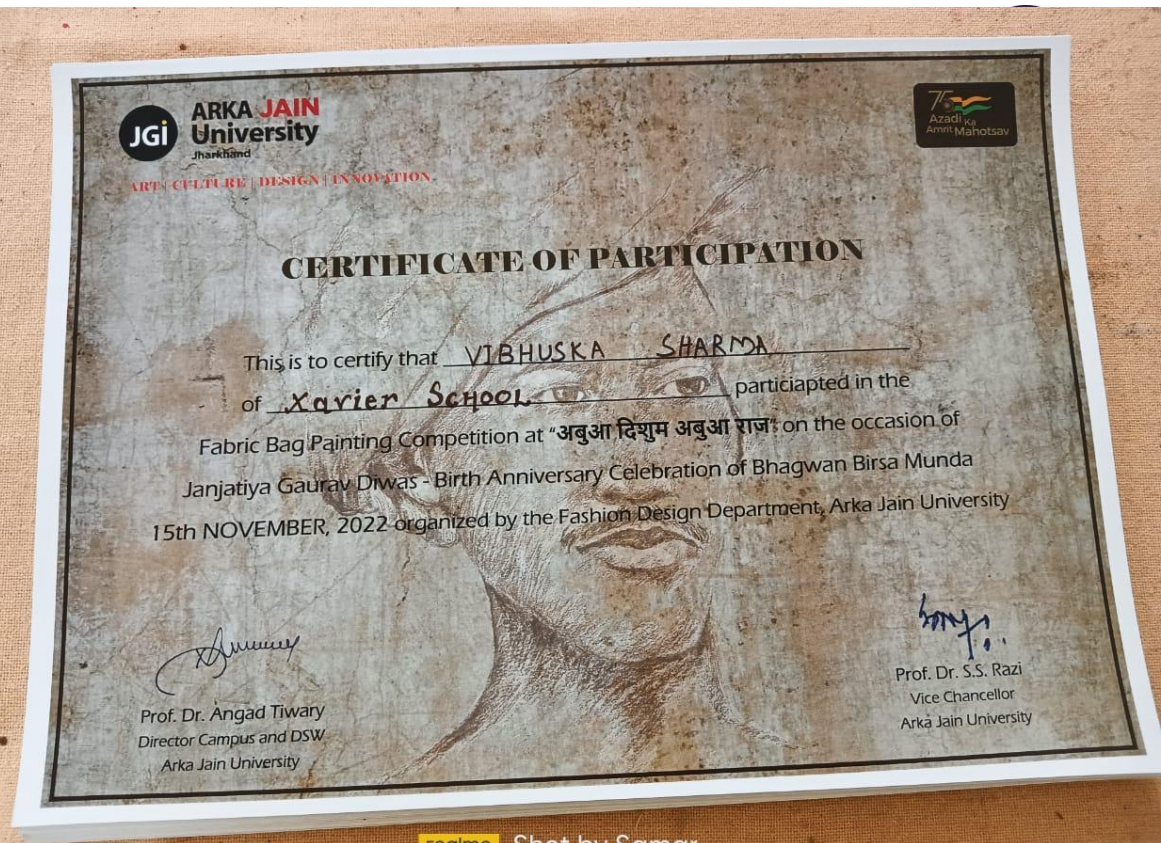 JGi
ARKA JAIN
University
Jharkhand
ART | CULTURE | DESIGN | INNOVATION.
75
Azadi Ka
Amrit Mahotsav
CERTIFICATE OF PARTICIPATION
This is to certify that VIBHUSKA SHARMA
of Xavier SCHOOL particiapted in the
Fabric Bag Painting Competition at "अबुआ दिशुम अबुआ राज" on the occasion of
Janjatiya Gaurav Diwas - Birth Anniversary Celebration of Bhagwan Birsa Munda
15th NOVEMBER, 2022 organized by the Fashion Design Department, Arka Jain University
Prof. Dr. Angad Tiwary
Director Campus and DSW
Arka Jain University
Prof. Dr. S.S. Razi
Vice Chancellor
Arka Jain University
realme Shot by Samar